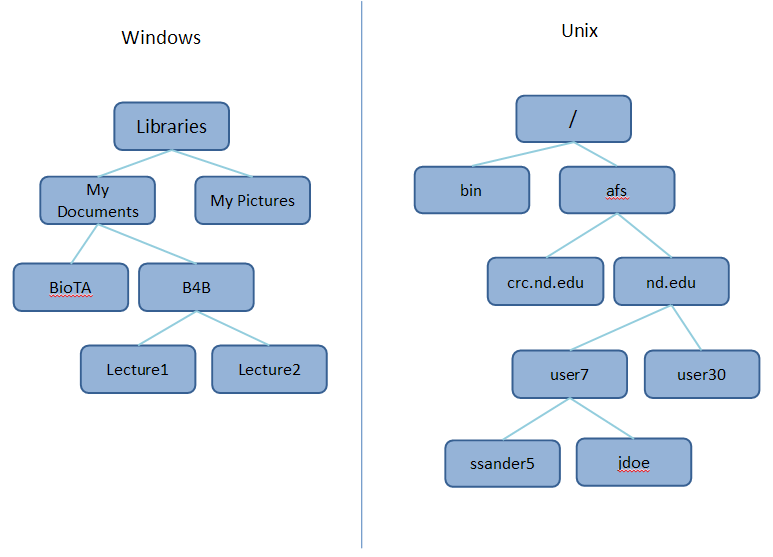 Windows
Libraries
My
Documents
My Pictures
BioTA
B4B
Lecture1
Lecture2
Unix
/
bin
afs
crc.nd.edu
nd.edu
user7
user30
ssander5
jdoe